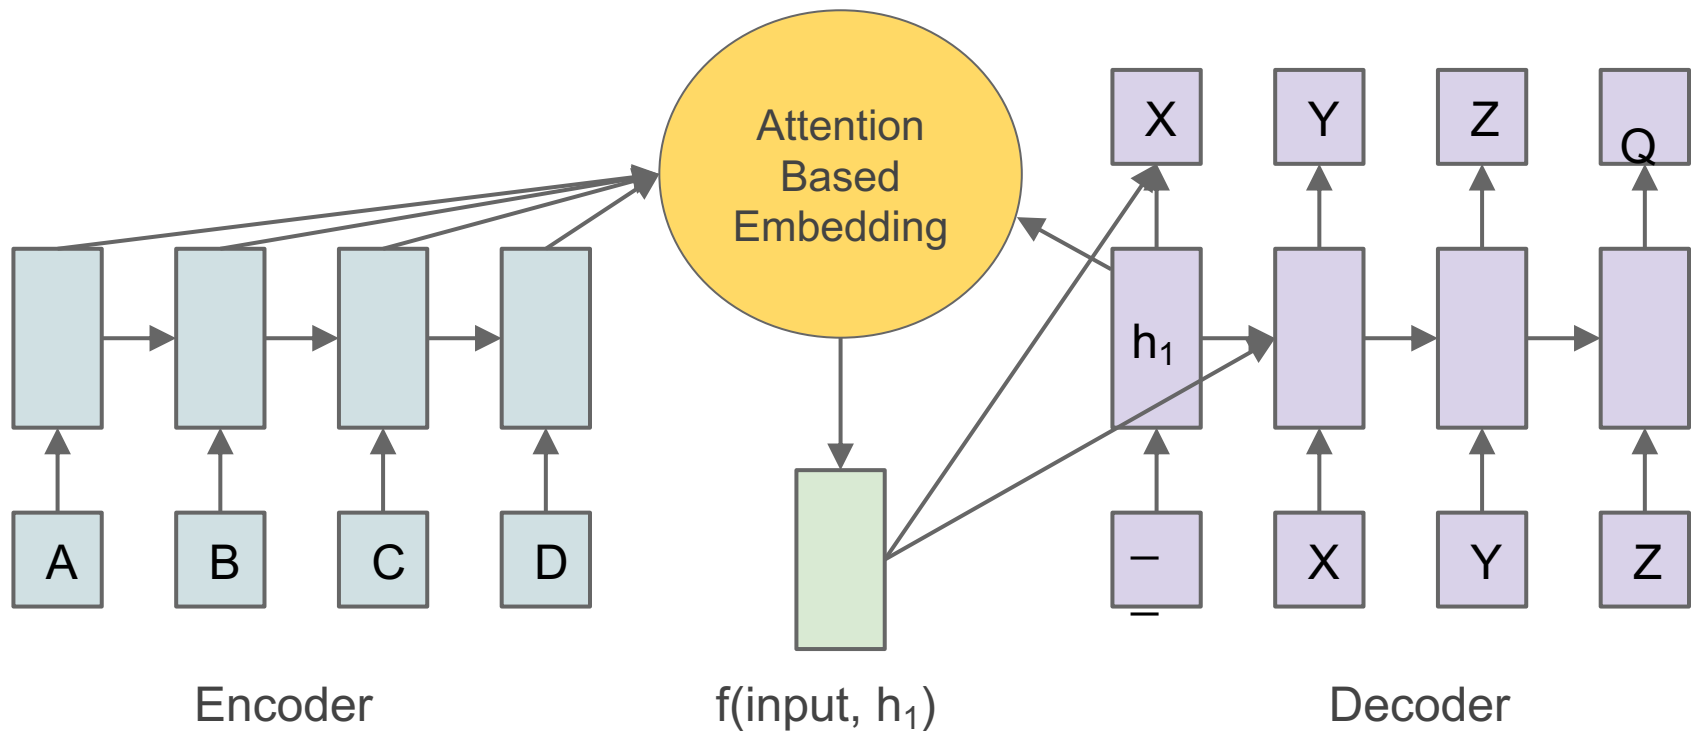 Attention
Based
Embedding
X Y Z Q
h₁
A B C D
_ X Y Z
_
Encoder
f(input, h₁)
Decoder